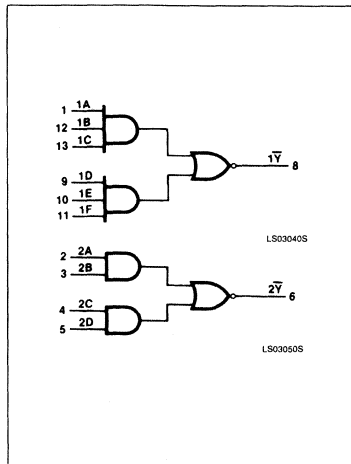 1 1A
12 1B
13 1C
1Y̅ 8
9 1D
10 1E
11 1F
LS03040S
2 2A
3 2B
2Y̅ 6
4 2C
5 2D
LS03050S